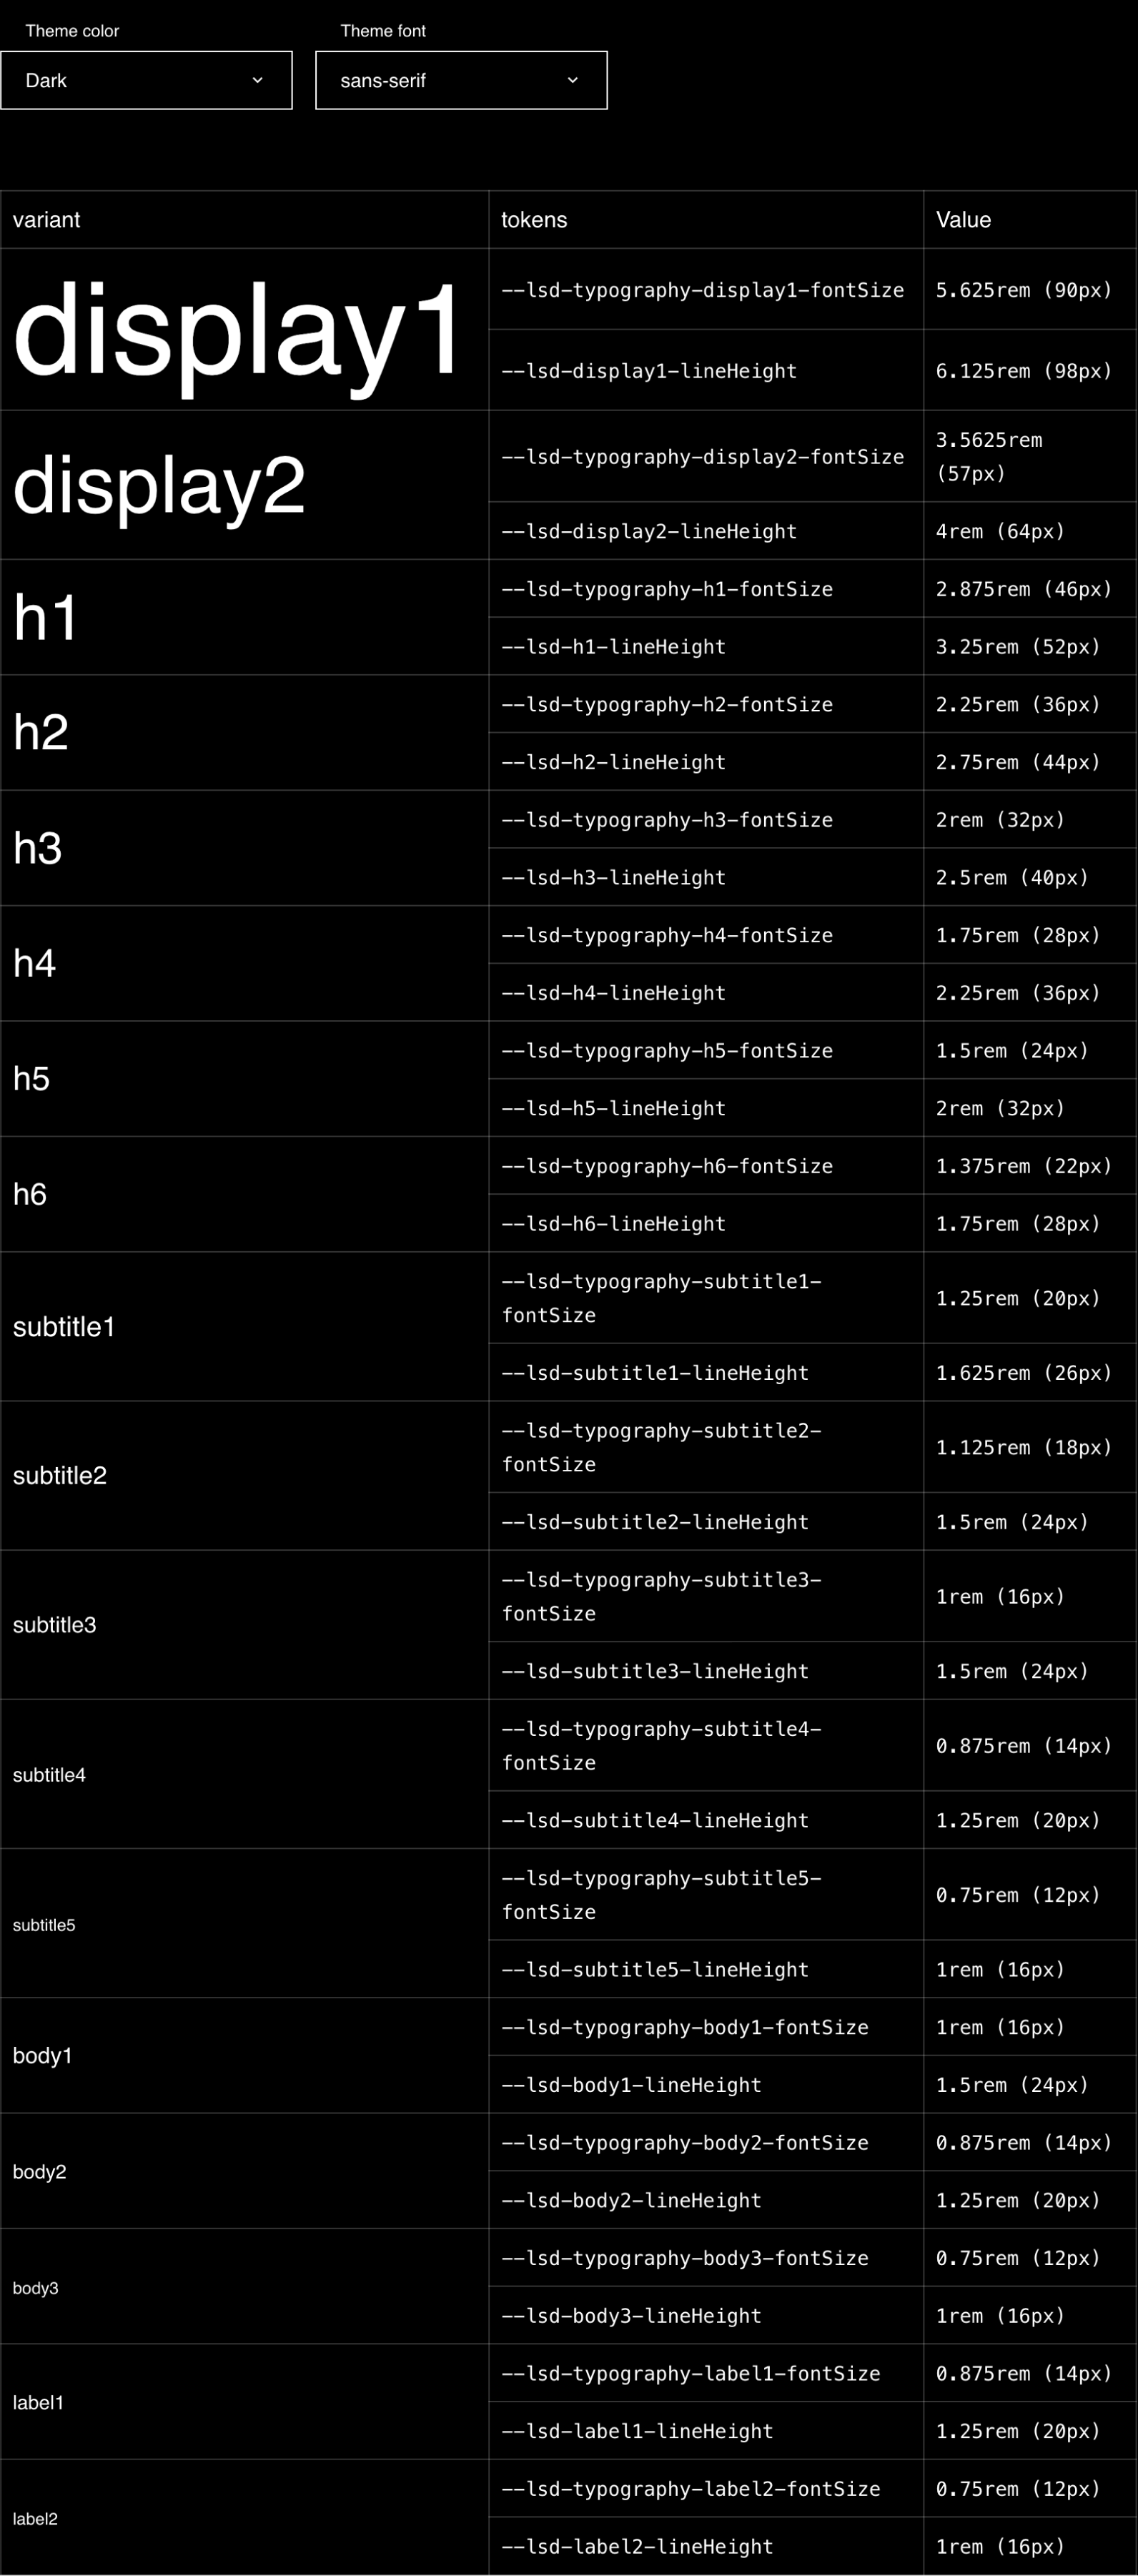 Theme color
Theme font
Dark
sans-serif
variant
tokens
Value
display1
--lsd-typography-display1-fontSize
5.625rem (90px)
--lsd-display1-lineHeight
6.125rem (98px)
display2
--lsd-typography-display2-fontSize
3.5625rem
(57px)
--lsd-display2-lineHeight
4rem (64px)
h1
--lsd-typography-h1-fontSize
2.875rem (46px)
--lsd-h1-lineHeight
3.25rem (52px)
h2
--lsd-typography-h2-fontSize
2.25rem (36px)
--lsd-h2-lineHeight
2.75rem (44px)
h3
--lsd-typography-h3-fontSize
2rem (32px)
--lsd-h3-lineHeight
2.5rem (40px)
h4
--lsd-typography-h4-fontSize
1.75rem (28px)
--lsd-h4-lineHeight
2.25rem (36px)
h5
--lsd-typography-h5-fontSize
1.5rem (24px)
--lsd-h5-lineHeight
2rem (32px)
h6
--lsd-typography-h6-fontSize
1.375rem (22px)
--lsd-h6-lineHeight
1.75rem (28px)
subtitle1
--lsd-typography-subtitle1-
fontSize
1.25rem (20px)
--lsd-subtitle1-lineHeight
1.625rem (26px)
subtitle2
--lsd-typography-subtitle2-
fontSize
1.125rem (18px)
--lsd-subtitle2-lineHeight
1.5rem (24px)
subtitle3
--lsd-typography-subtitle3-
fontSize
1rem (16px)
--lsd-subtitle3-lineHeight
1.5rem (24px)
subtitle4
--lsd-typography-subtitle4-
fontSize
0.875rem (14px)
--lsd-subtitle4-lineHeight
1.25rem (20px)
subtitle5
--lsd-typography-subtitle5-
fontSize
0.75rem (12px)
--lsd-subtitle5-lineHeight
1rem (16px)
body1
--lsd-typography-body1-fontSize
1rem (16px)
--lsd-body1-lineHeight
1.5rem (24px)
body2
--lsd-typography-body2-fontSize
0.875rem (14px)
--lsd-body2-lineHeight
1.25rem (20px)
body3
--lsd-typography-body3-fontSize
0.75rem (12px)
--lsd-body3-lineHeight
1rem (16px)
label1
--lsd-typography-label1-fontSize
0.875rem (14px)
--lsd-label1-lineHeight
1.25rem (20px)
label2
--lsd-typography-label2-fontSize
0.75rem (12px)
--lsd-label2-lineHeight
1rem (16px)